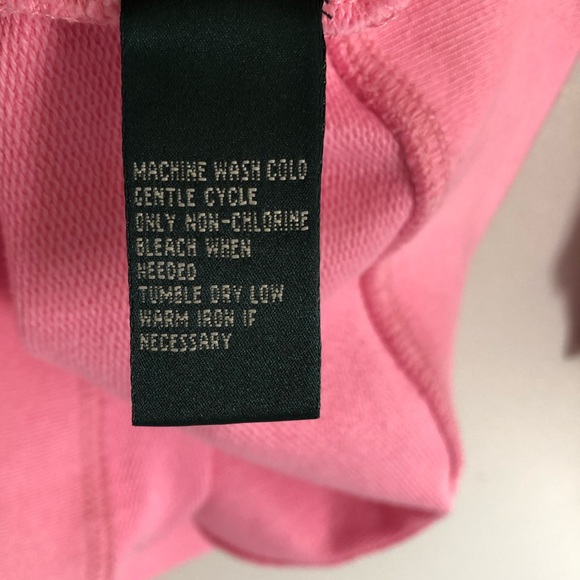 MACHINE WASH COLD
GENTLE CYCLE
ONLY NON-CHLORINE
BLEACH WHEN
NEEDED
TUMBLE DRY LOW
WARM IRON IF
NECESSARY